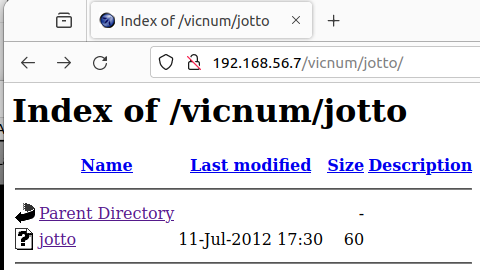 Index of /vicnum/jotto
192.168.56.7/vicnum/jotto/
Index of /vicnum/jotto
Name Last modified Size Description
Parent Directory -
jotto 11-Jul-2012 17:30 60